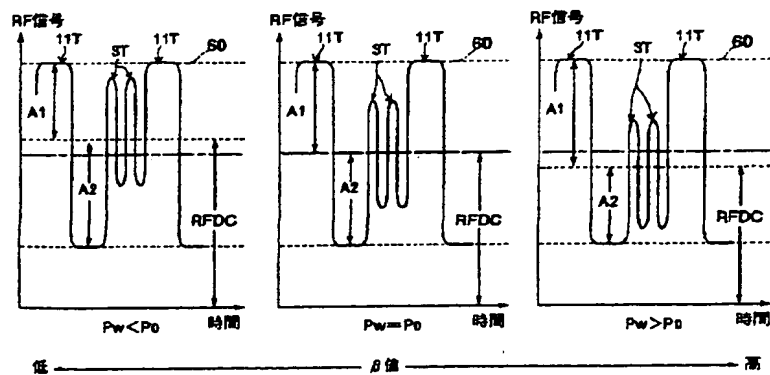 RF信号
11T
ST
11T
60
A1
A2
RFDC
時間
Pw<Po
RF信号
11T
ST
11T
60
A1
A2
RFDC
時間
Pw=Po
RF信号
11T
ST
11T
60
A1
A2
RFDC
時間
Pw>Po
低 β値 高